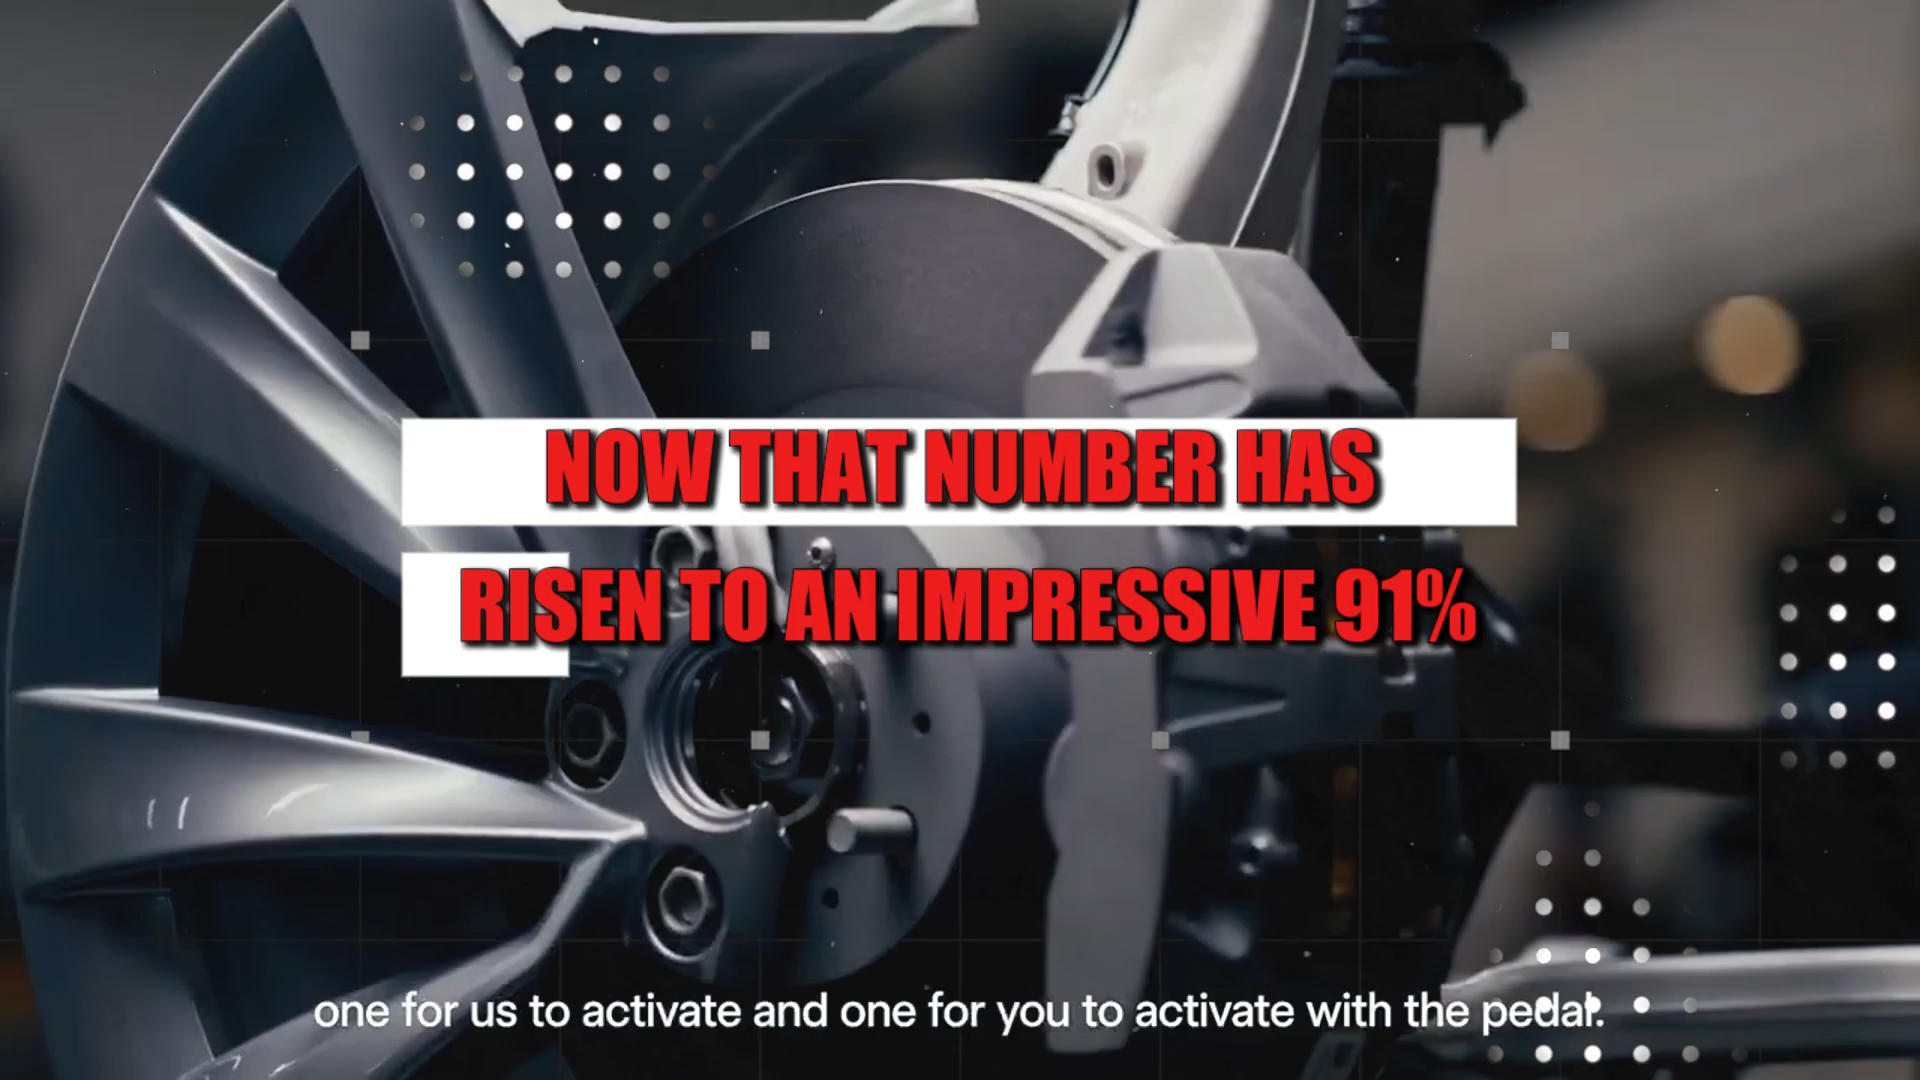 NOW THAT NUMBER HAS
RISEN TO AN IMPRESSIVE 91%
one for us to activate and one for you to activate with the pedal.